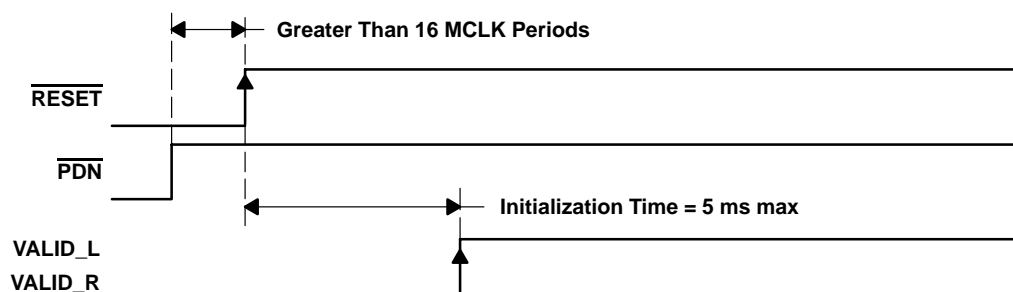 Greater Than 16 MCLK Periods
RESET
PDN
Initialization Time = 5 ms max
VALID_L
VALID_R